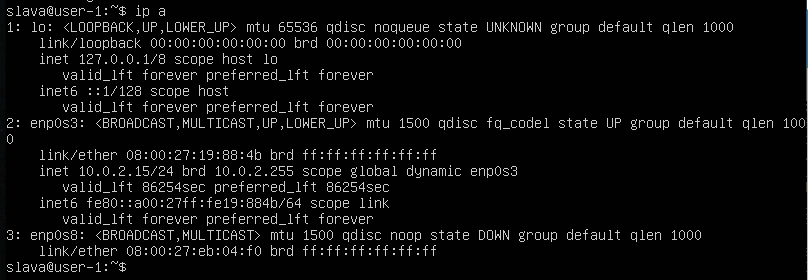 slava@user-1:~$ ip a
1: lo: <LOOPBACK,UP,LOWER_UP> mtu 65536 qdisc noqueue state UNKNOWN group default qlen 1000
    link/loopback 00:00:00:00:00:00 brd 00:00:00:00:00:00
    inet 127.0.0.1/8 scope host lo
       valid_lft forever preferred_lft forever
    inet6 ::1/128 scope host
       valid_lft forever preferred_lft forever
2: enp0s3: <BROADCAST,MULTICAST,UP,LOWER_UP> mtu 1500 qdisc fq_codel state UP group default qlen 100
0
    link/ether 08:00:27:19:88:4b brd ff:ff:ff:ff:ff:ff
    inet 10.0.2.15/24 brd 10.0.2.255 scope global dynamic enp0s3
       valid_lft 86254sec preferred_lft 86254sec
    inet6 fe80::a00:27ff:fe19:884b/64 scope link
       valid_lft forever preferred_lft forever
3: enp0s8: <BROADCAST,MULTICAST> mtu 1500 qdisc noop state DOWN group default qlen 1000
    link/ether 08:00:27:eb:04:f0 brd ff:ff:ff:ff:ff:ff
slava@user-1:~$